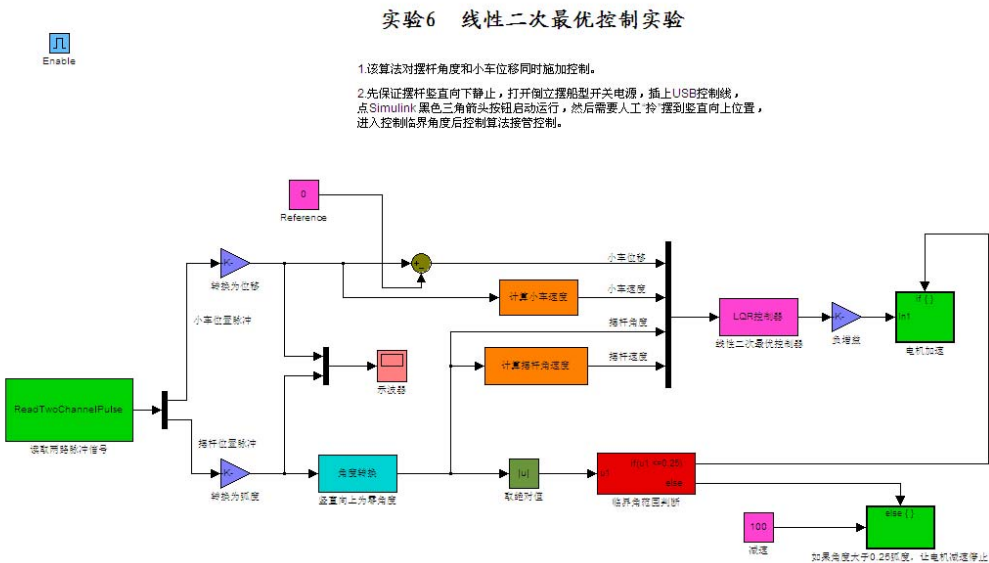 实验6 线性二次最优控制实验
Enable
1.该算法对摆杆角度和小车位移同时施加控制。
2.先保证摆杆竖直向下静止，打开倒立摆船型开关电源，插上USB控制线，
点Simulink 黑色三角箭头按钮启动运行，然后需要人工“拎”摆到竖直向上位置，
进入控制临界角度后控制算法接管控制。
0
Reference
-K-
转换为位移
小车位置脉冲
小车位移
计算小车速度
小车速度
摆杆角度
计算摆杆角速度
摆杆速度
LQR控制器
线性二次最优控制器
-K-
负增益
if { }
In1
电机加速
示波器
ReadTwoChannelPulse
读取两路脉冲信号
摆杆位置脉冲
-K-
转换为弧度
角度转换
竖直向上为零角度
|u|
取绝对值
u1
if(u1 <=0.25)
else
临界角范围判断
100
减速
else { }
如果角度大于0.25弧度，让电机减速停止